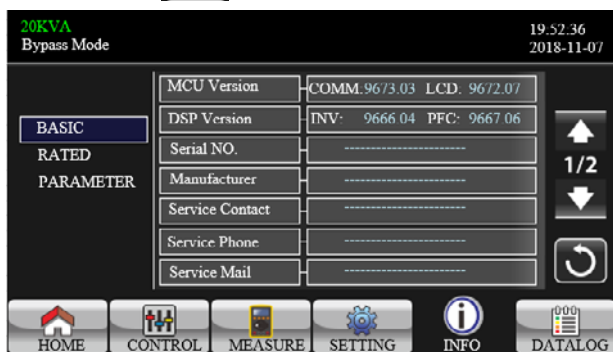 20KVA
Bypass Mode
19:52:36
2018-11-07
BASIC
RATED
PARAMETER
MCU Version COMM:9673.03 LCD: 9672.07
DSP Version INV: 9666.04 PFC: 9667.06
Serial NO. ------------------------
Manufacturer ------------------------
Service Contact ------------------------
Service Phone ------------------------
Service Mail ------------------------
1/2
HOME CONTROL MEASURE SETTING INFO DATALOG